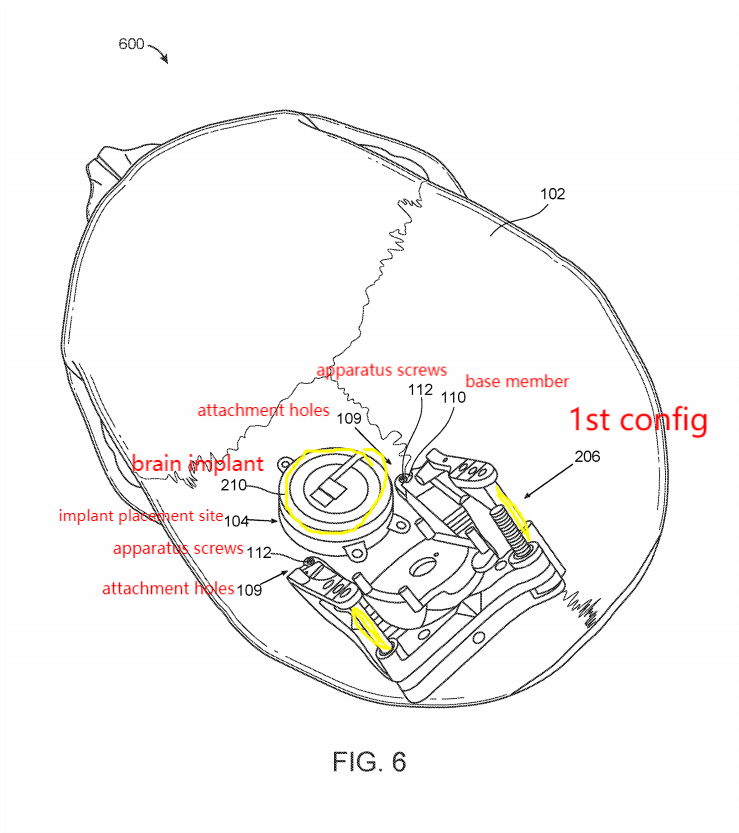 600
102
apparatus screws
base member
112 110
attachment holes
109
1st config
brain implant
206
210
implant placement site
104
apparatus screws
112
attachment holes
109
FIG. 6